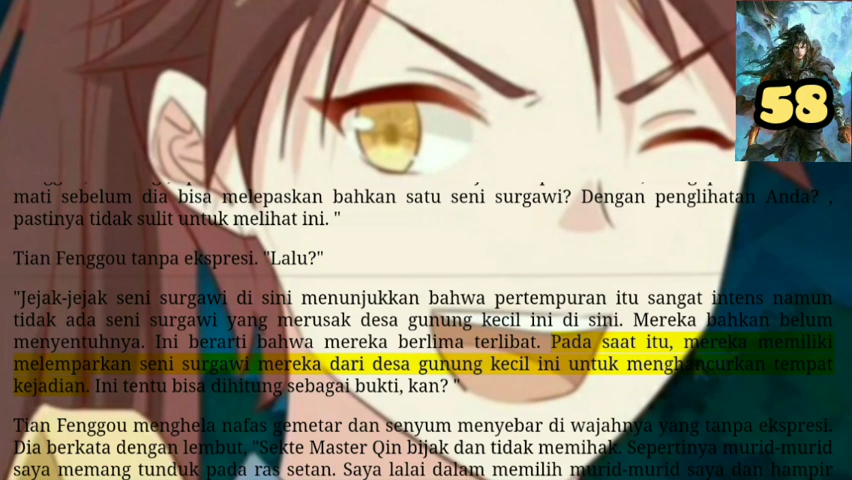 58
mati sebelum dia bisa melepaskan bahkan satu seni surgawi? Dengan penglihatan Anda? ,
pastinya tidak sulit untuk melihat ini. "
Tian Fenggou tanpa ekspresi. "Lalu?"
"Jejak-jejak seni surgawi di sini menunjukkan bahwa pertempuran itu sangat intens namun
tidak ada seni surgawi yang merusak desa gunung kecil ini di sini. Mereka bahkan belum
menyentuhnya. Ini berarti bahwa mereka berlima terlibat. Pada saat itu, mereka memiliki
melemparkan seni surgawi mereka dari desa gunung kecil ini untuk menghancurkan tempat
kejadian. Ini tentu bisa dihitung sebagai bukti, kan? "
Tian Fenggou menghela nafas gemetar dan senyum menyebar di wajahnya yang tanpa ekspresi.
Dia berkata dengan lembut, "Sekte Master Qin bijak dan tidak memihak. Sepertinya murid-murid
saya memang tunduk pada ras setan. Saya lalai dalam memilih murid-murid saya dan hampir